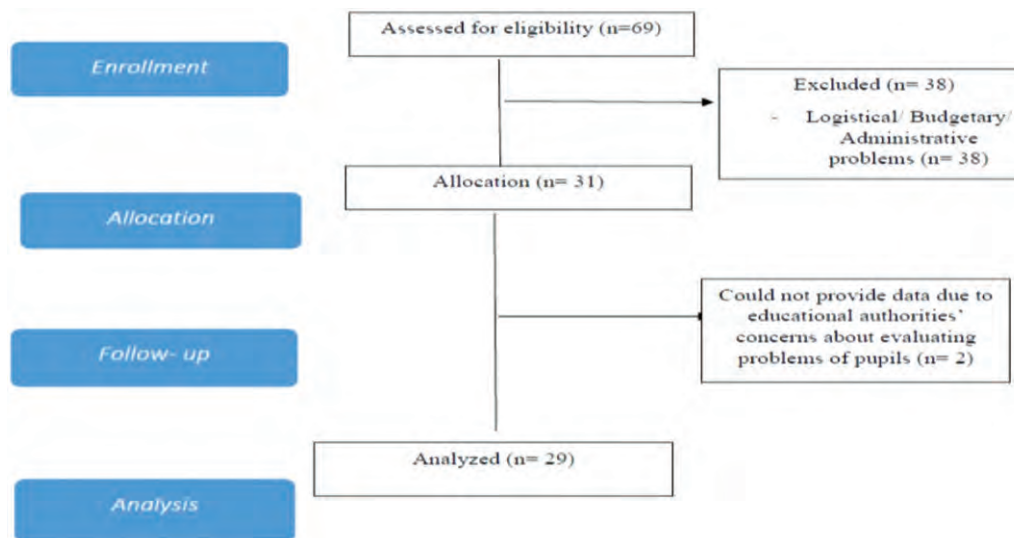 Assessed for eligibility (n=69)
Enrollment
Excluded (n= 38)
- Logistical/ Budgetary/
Administrative
problems (n= 38)
Allocation (n= 31)
Allocation
Could not provide data due to
educational authorities’
concerns about evaluating
problems of pupils (n= 2)
Follow- up
Analyzed (n= 29)
Analysis